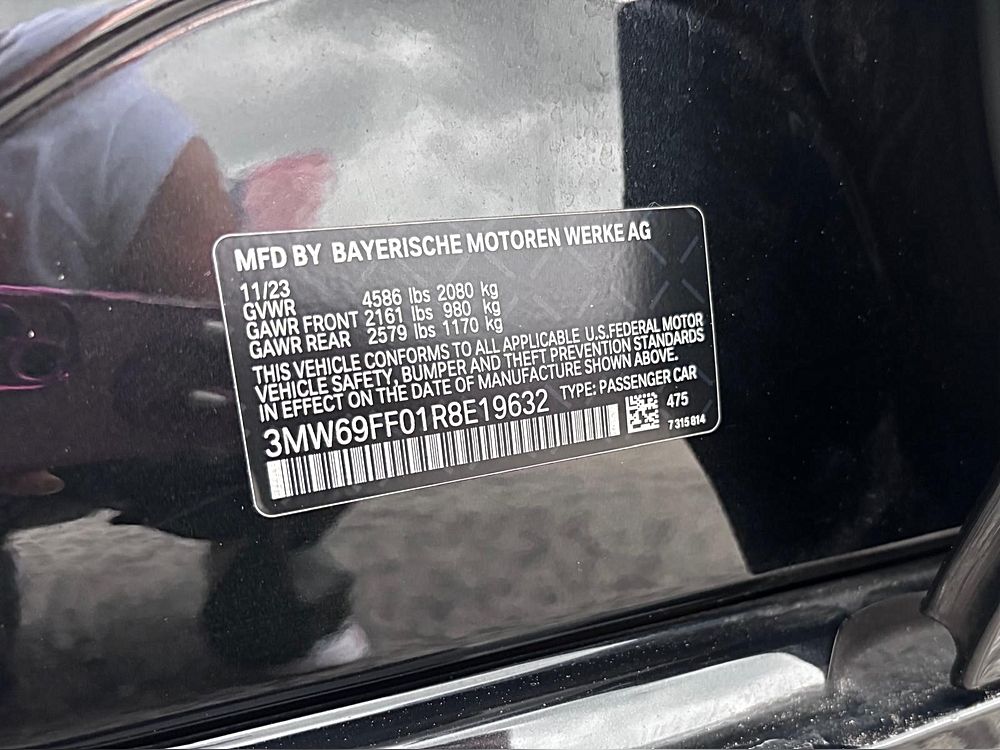 MFD BY BAYERISCHE MOTOREN WERKE AG
11/23
GVWR 4586 lbs 2080 kg
GAWR FRONT 2161 lbs 980 kg
GAWR REAR 2579 lbs 1170 kg
THIS VEHICLE CONFORMS TO ALL APPLICABLE U.S.FEDERAL MOTOR
VEHICLE SAFETY, BUMPER AND THEFT PREVENTION STANDARDS
IN EFFECT ON THE DATE OF MANUFACTURE SHOWN ABOVE.
3MW69FF01R8E19632 TYPE: PASSENGER CAR
475
7 315 814